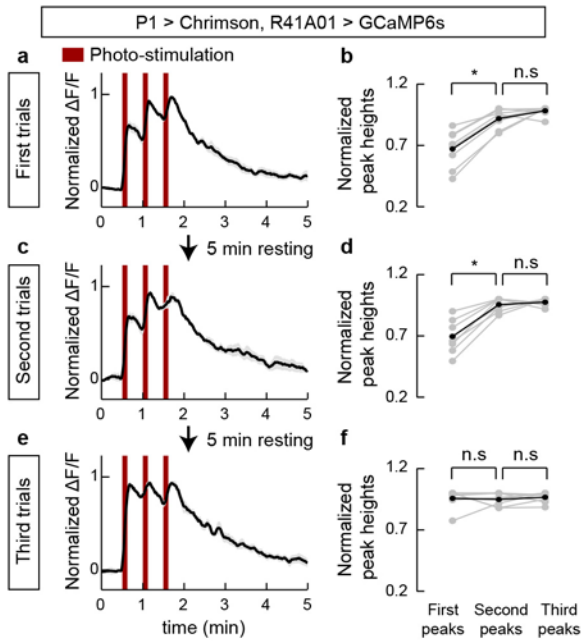 P1 > Chrimson, R41A01 > GCaMP6s
a
Photo-stimulation
b
First trials
Normalized ΔF/F
1
0
0 1 2 3 4 5
Normalized
peak heights
1.2
0.7
0.2
*
n.s
5 min resting
c
d
Second trials
Normalized ΔF/F
1
0
0 1 2 3 4 5
Normalized
peak heights
1.2
0.7
0.2
*
n.s
5 min resting
e
f
Third trials
Normalized ΔF/F
1
0
0 1 2 3 4 5
time (min)
Normalized
peak heights
1.2
0.7
0.2
n.s
n.s
First Second Third
peaks peaks peaks